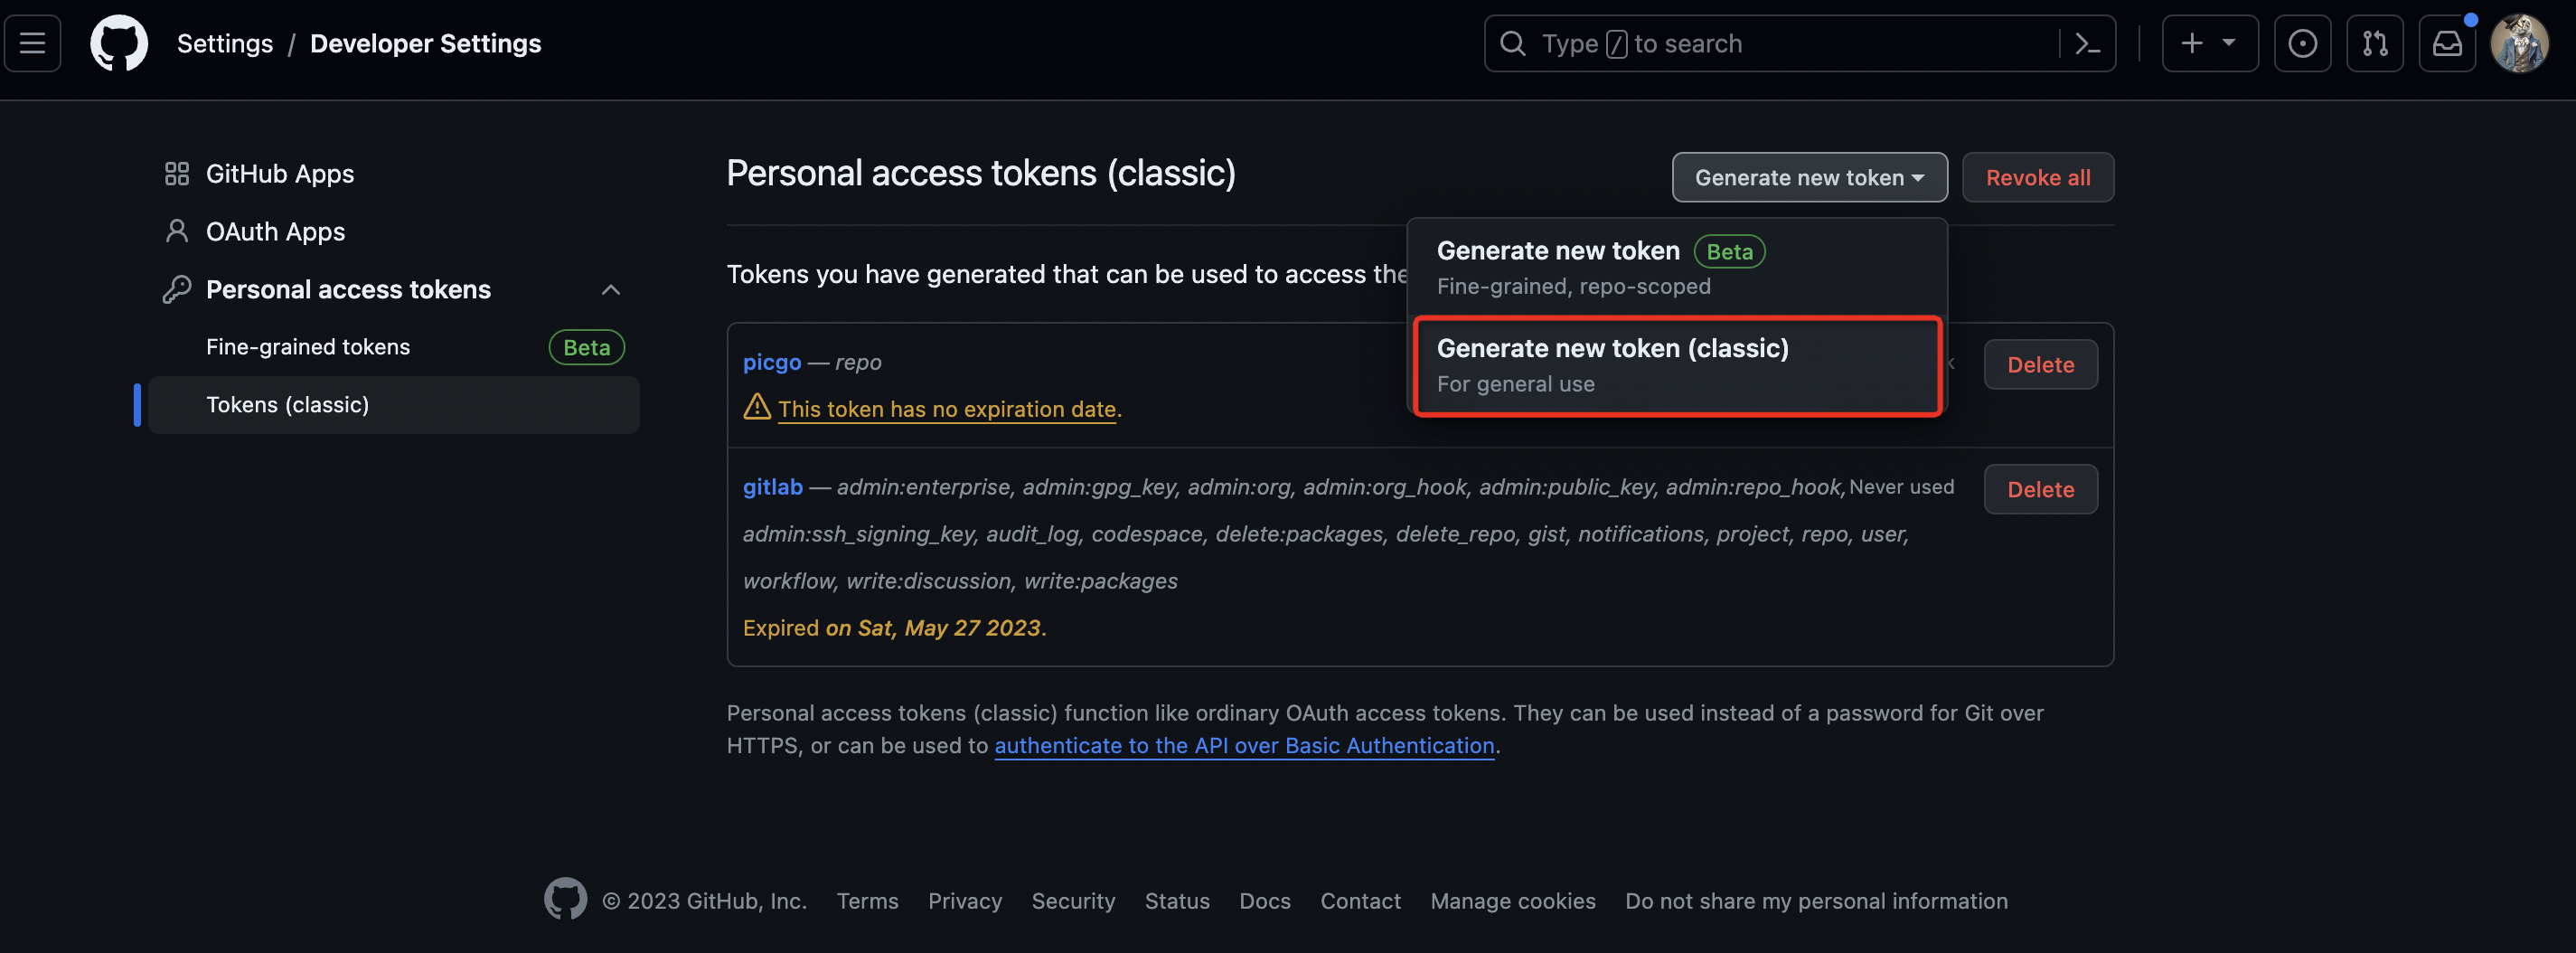 Settings / Developer Settings
Type / to search
GitHub Apps
OAuth Apps
Personal access tokens
Fine-grained tokens Beta
Tokens (classic)
Personal access tokens (classic)
Generate new token
Revoke all
Generate new token Beta
Fine-grained, repo-scoped
Generate new token (classic)
For general use
Tokens you have generated that can be used to access the
picgo — repo
Delete
This token has no expiration date.
gitlab — admin:enterprise, admin:gpg_key, admin:org, admin:org_hook, admin:public_key, admin:repo_hook, Never used
Delete
admin:ssh_signing_key, audit_log, codespace, delete:packages, delete_repo, gist, notifications, project, repo, user,
workflow, write:discussion, write:packages
Expired on Sat, May 27 2023.
Personal access tokens (classic) function like ordinary OAuth access tokens. They can be used instead of a password for Git over
HTTPS, or can be used to authenticate to the API over Basic Authentication.
© 2023 GitHub, Inc. Terms Privacy Security Status Docs Contact Manage cookies Do not share my personal information